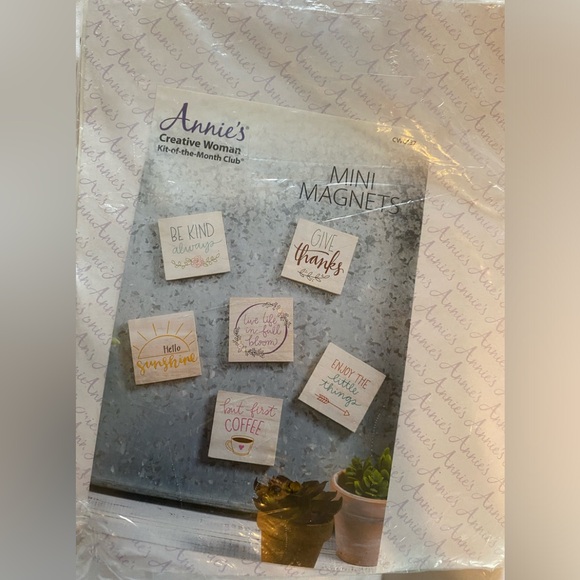 Annie's
Creative Woman
Kit-of-the-Month Club™
MINI
MAGNETS
BE KIND
always
GIVE
thanks
Hello
sunshine
live life
in full
bloom
ENJOY THE
little
things
but first
COFFEE